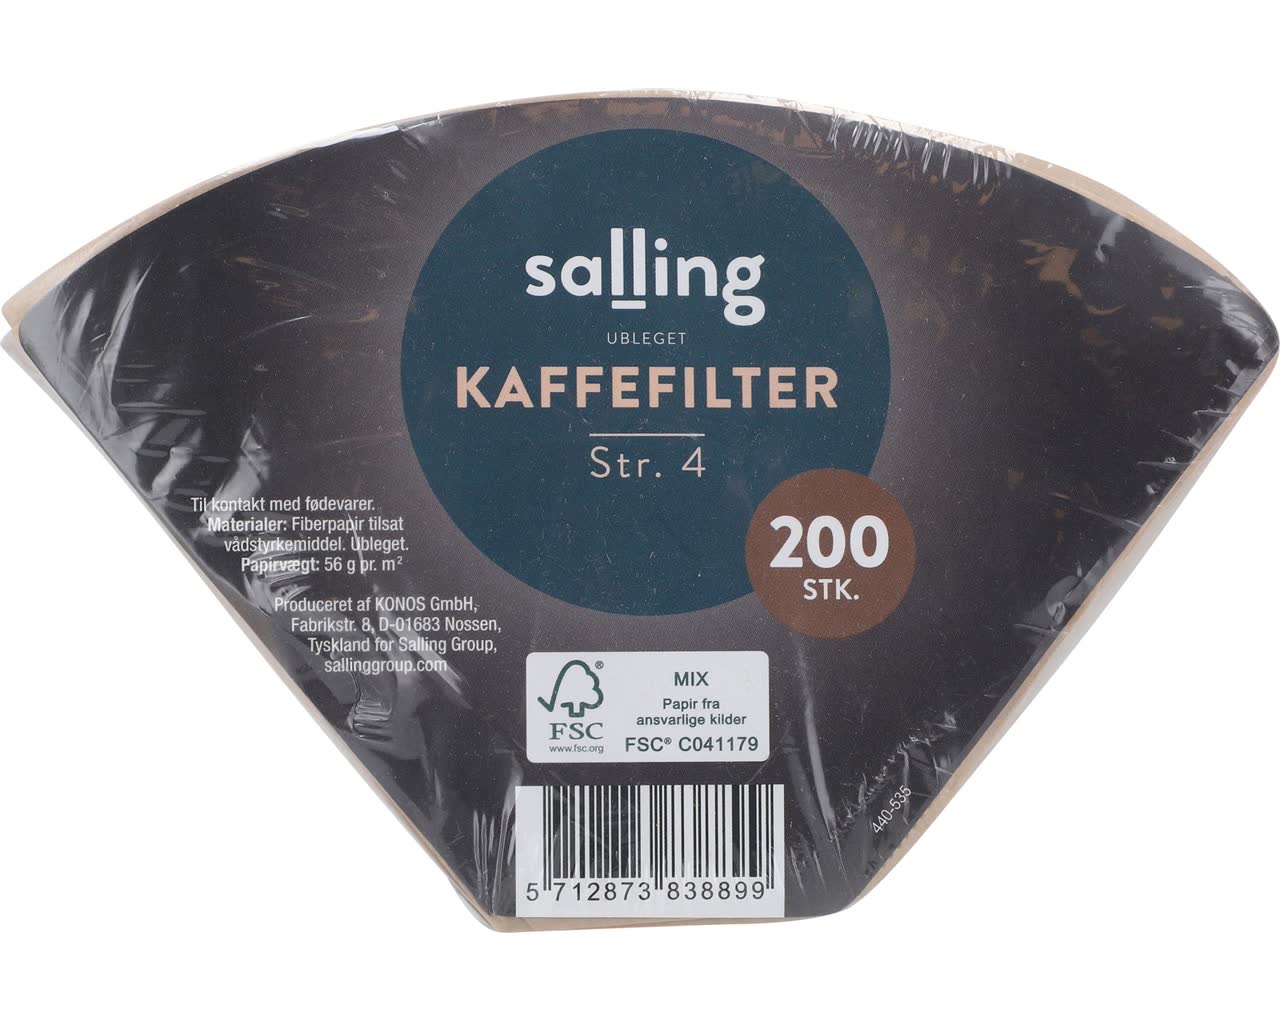 salling
UBLEGET
KAFFEFILTER
Str. 4
200
STK.
Til kontakt med fødevarer.
Materialer: Fiberpapir tilsat
vådstyrkemiddel. Ubleget.
Papirvægt: 56 g pr. m²
Produceret af KONOS GmbH,
Fabrikstr. 8, D-01683 Nossen,
Tyskland for Salling Group,
sallinggroup.com
®
FSC
www.fsc.org
MIX
Papir fra
ansvarlige kilder
FSC® C041179
440-535
5 712873 838899